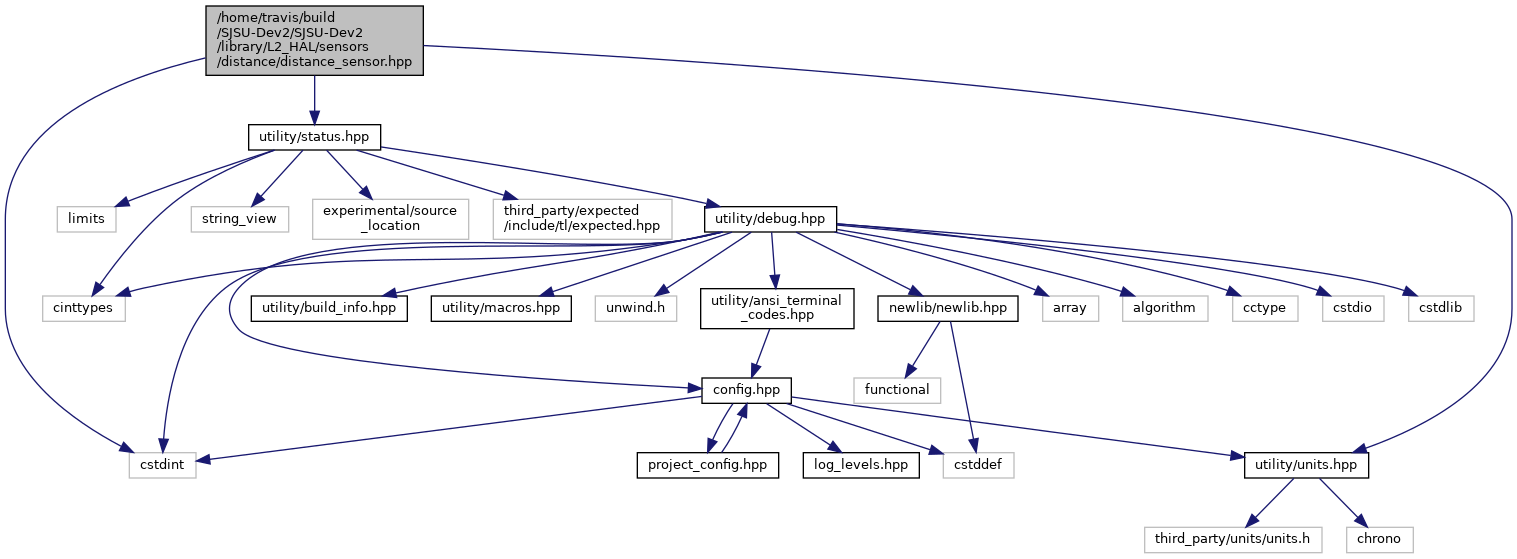 /home/travis/build
/SJSU-Dev2/SJSU-Dev2
/library/L2_HAL/sensors
/distance/distance_sensor.hpp
utility/status.hpp
limits
string_view
experimental/source
_location
third_party/expected
/include/tl/expected.hpp
utility/debug.hpp
cinttypes
utility/build_info.hpp
utility/macros.hpp
unwind.h
utility/ansi_terminal
_codes.hpp
newlib/newlib.hpp
array
algorithm
cctype
cstdio
cstdlib
config.hpp
functional
cstdint
project_config.hpp
log_levels.hpp
cstddef
utility/units.hpp
third_party/units/units.h
chrono